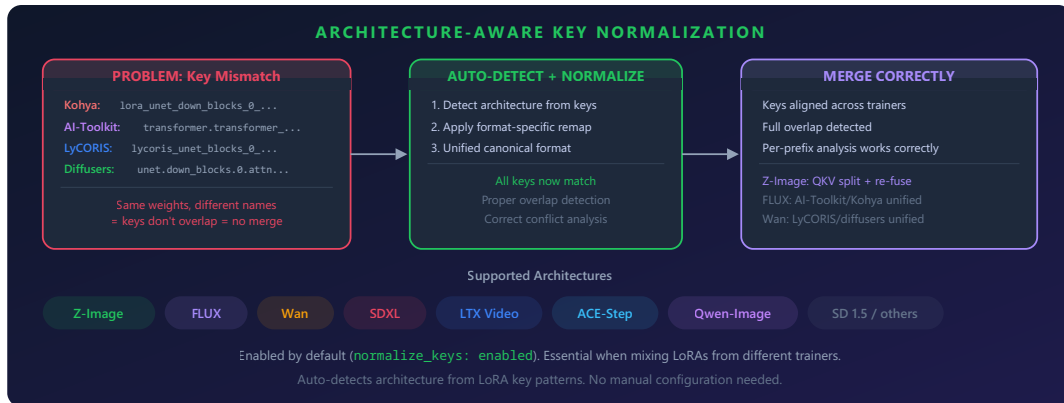 ARCHITECTURE-AWARE KEY NORMALIZATION
PROBLEM: Key Mismatch
Kohya: lora_unet_down_blocks_0_...
AI-Toolkit: transformer.transformer_...
LyCORIS: lycoris_unet_blocks_0_...
Diffusers: unet.down_blocks.0.attn...
Same weights, different names
= keys don't overlap = no merge
AUTO-DETECT + NORMALIZE
1. Detect architecture from keys
2. Apply format-specific remap
3. Unified canonical format
All keys now match
Proper overlap detection
Correct conflict analysis
MERGE CORRECTLY
Keys aligned across trainers
Full overlap detected
Per-prefix analysis works correctly
Z-Image: QKV split + re-fuse
FLUX: AI-Toolkit/Kohya unified
Wan: LyCORIS/diffusers unified
Supported Architectures
Z-Image FLUX Wan SDXL LTX Video ACE-Step Qwen-Image SD 1.5 / others
Enabled by default (normalize_keys: enabled). Essential when mixing LoRAs from different trainers.
Auto-detects architecture from LoRA key patterns. No manual configuration needed.